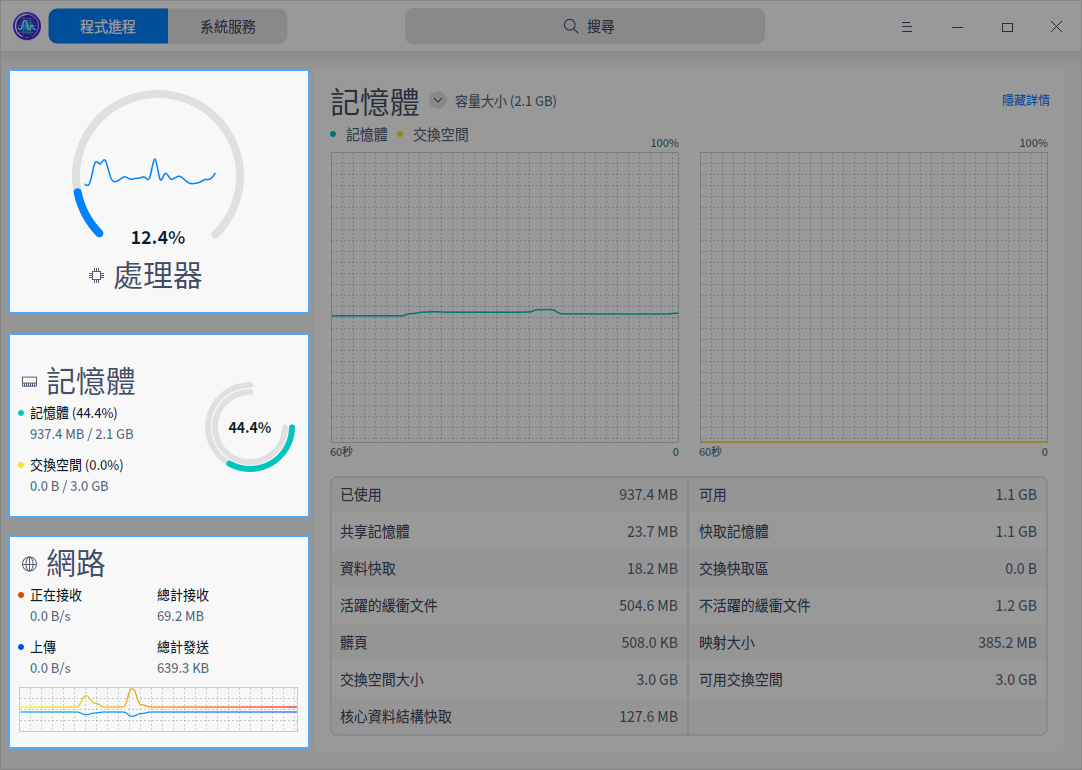 程式進程
系統服務
搜尋
12.4%
處理器
記憶體
記憶體 (44.4%)
937.4 MB / 2.1 GB
交換空間 (0.0%)
0.0 B / 3.0 GB
44.4%
網路
正在接收
總計接收
0.0 B/s
69.2 MB
上傳
總計發送
0.0 B/s
639.3 KB
記憶體
容量大小 (2.1 GB)
隱藏詳情
記憶體
交換空間
100%
100%
60秒
0
60秒
0
已使用 937.4 MB
可用 1.1 GB
共享記憶體 23.7 MB
快取記憶體 1.1 GB
資料快取 18.2 MB
交換快取區 0.0 B
活躍的緩衝文件 504.6 MB
不活躍的緩衝文件 1.2 GB
髒頁 508.0 KB
映射大小 385.2 MB
交換空間大小 3.0 GB
可用交換空間 3.0 GB
核心資料結構快取 127.6 MB